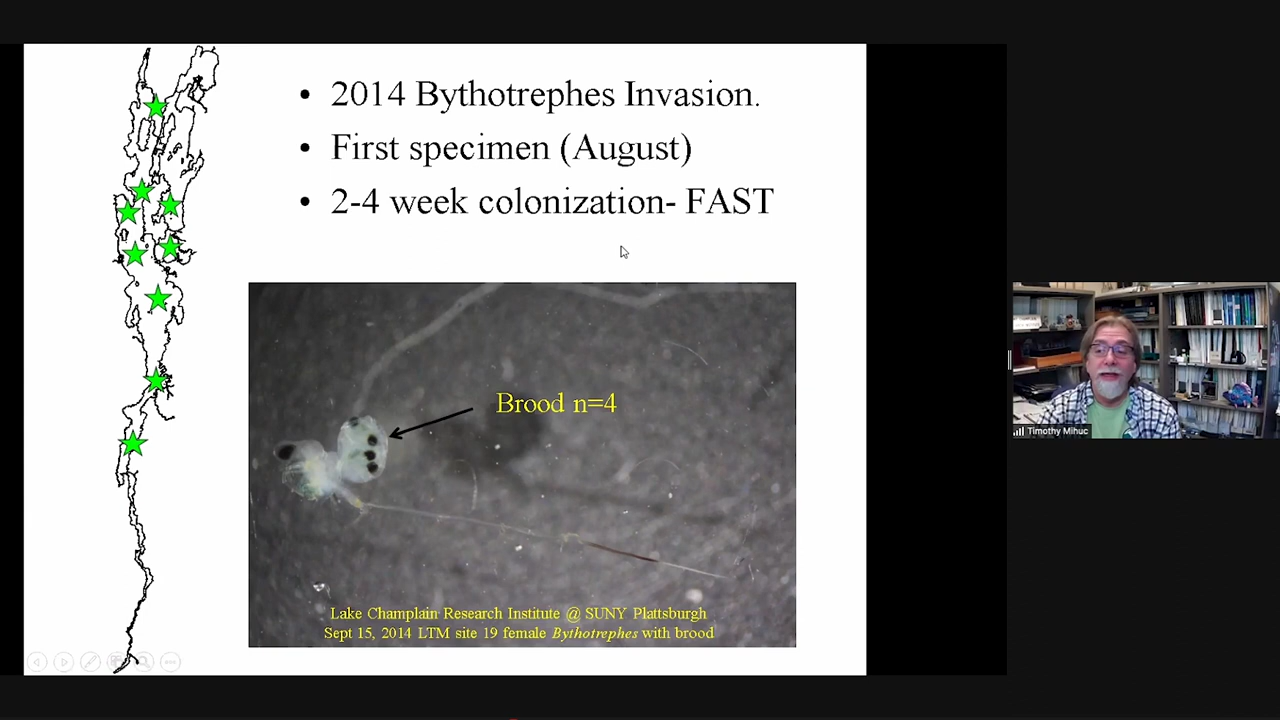 • 2014 Bythotrephes Invasion.
• First specimen (August)
• 2-4 week colonization- FAST
Brood n=4
Lake Champlain Research Institute @ SUNY Plattsburgh
Sept 15, 2014 LTM site 19 female Bythotrephes with brood
Timothy Mihuc